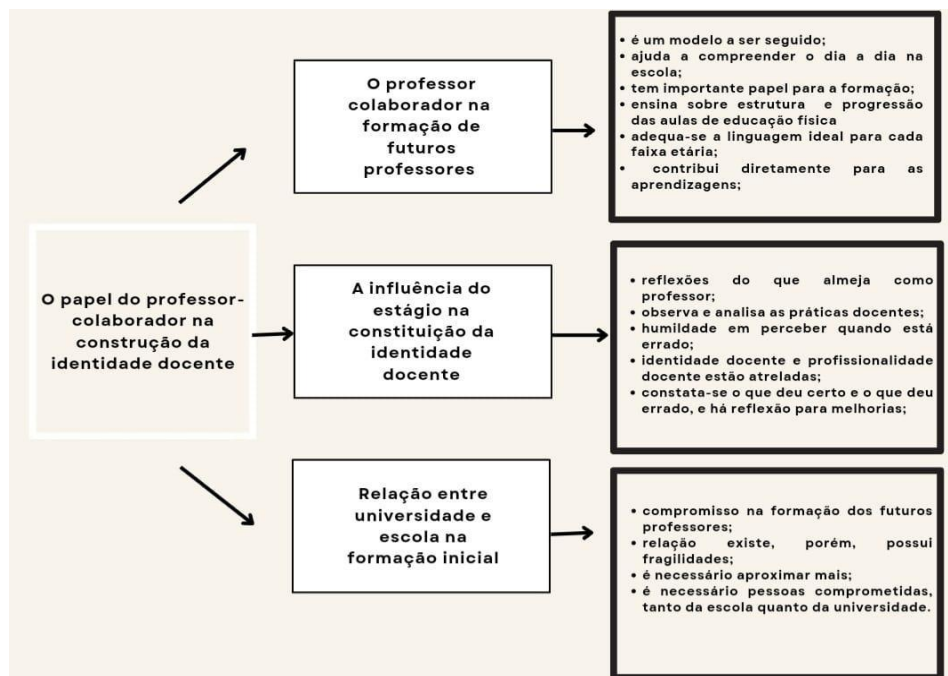 O papel do professor-
colaborador na
construção da
identidade docente
O professor
colaborador na
formação de
futuros
professores
• é um modelo a ser seguido;
• ajuda a compreender o dia a dia na
escola;
• tem importante papel para a formação;
• ensina sobre estrutura e progressão
das aulas de educação física
• adequa-se a linguagem ideal para cada
faixa etária;
• contribui diretamente para as
aprendizagens;
A influência do
estágio na
constituição da
identidade
docente
• reflexões do que almeja como
professor;
• observa e analisa as práticas docentes;
• humildade em perceber quando está
errado;
• identidade docente e profissionalidade
docente estão atreladas;
• constata-se o que deu certo e o que deu
errado, e há reflexão para melhorias;
Relação entre
universidade e
escola na
formação inicial
• compromisso na formação dos futuros
professores;
• relação existe, porém, possui
fragilidades;
• é necessário aproximar mais;
• é necessário pessoas comprometidas,
tanto da escola quanto da universidade.